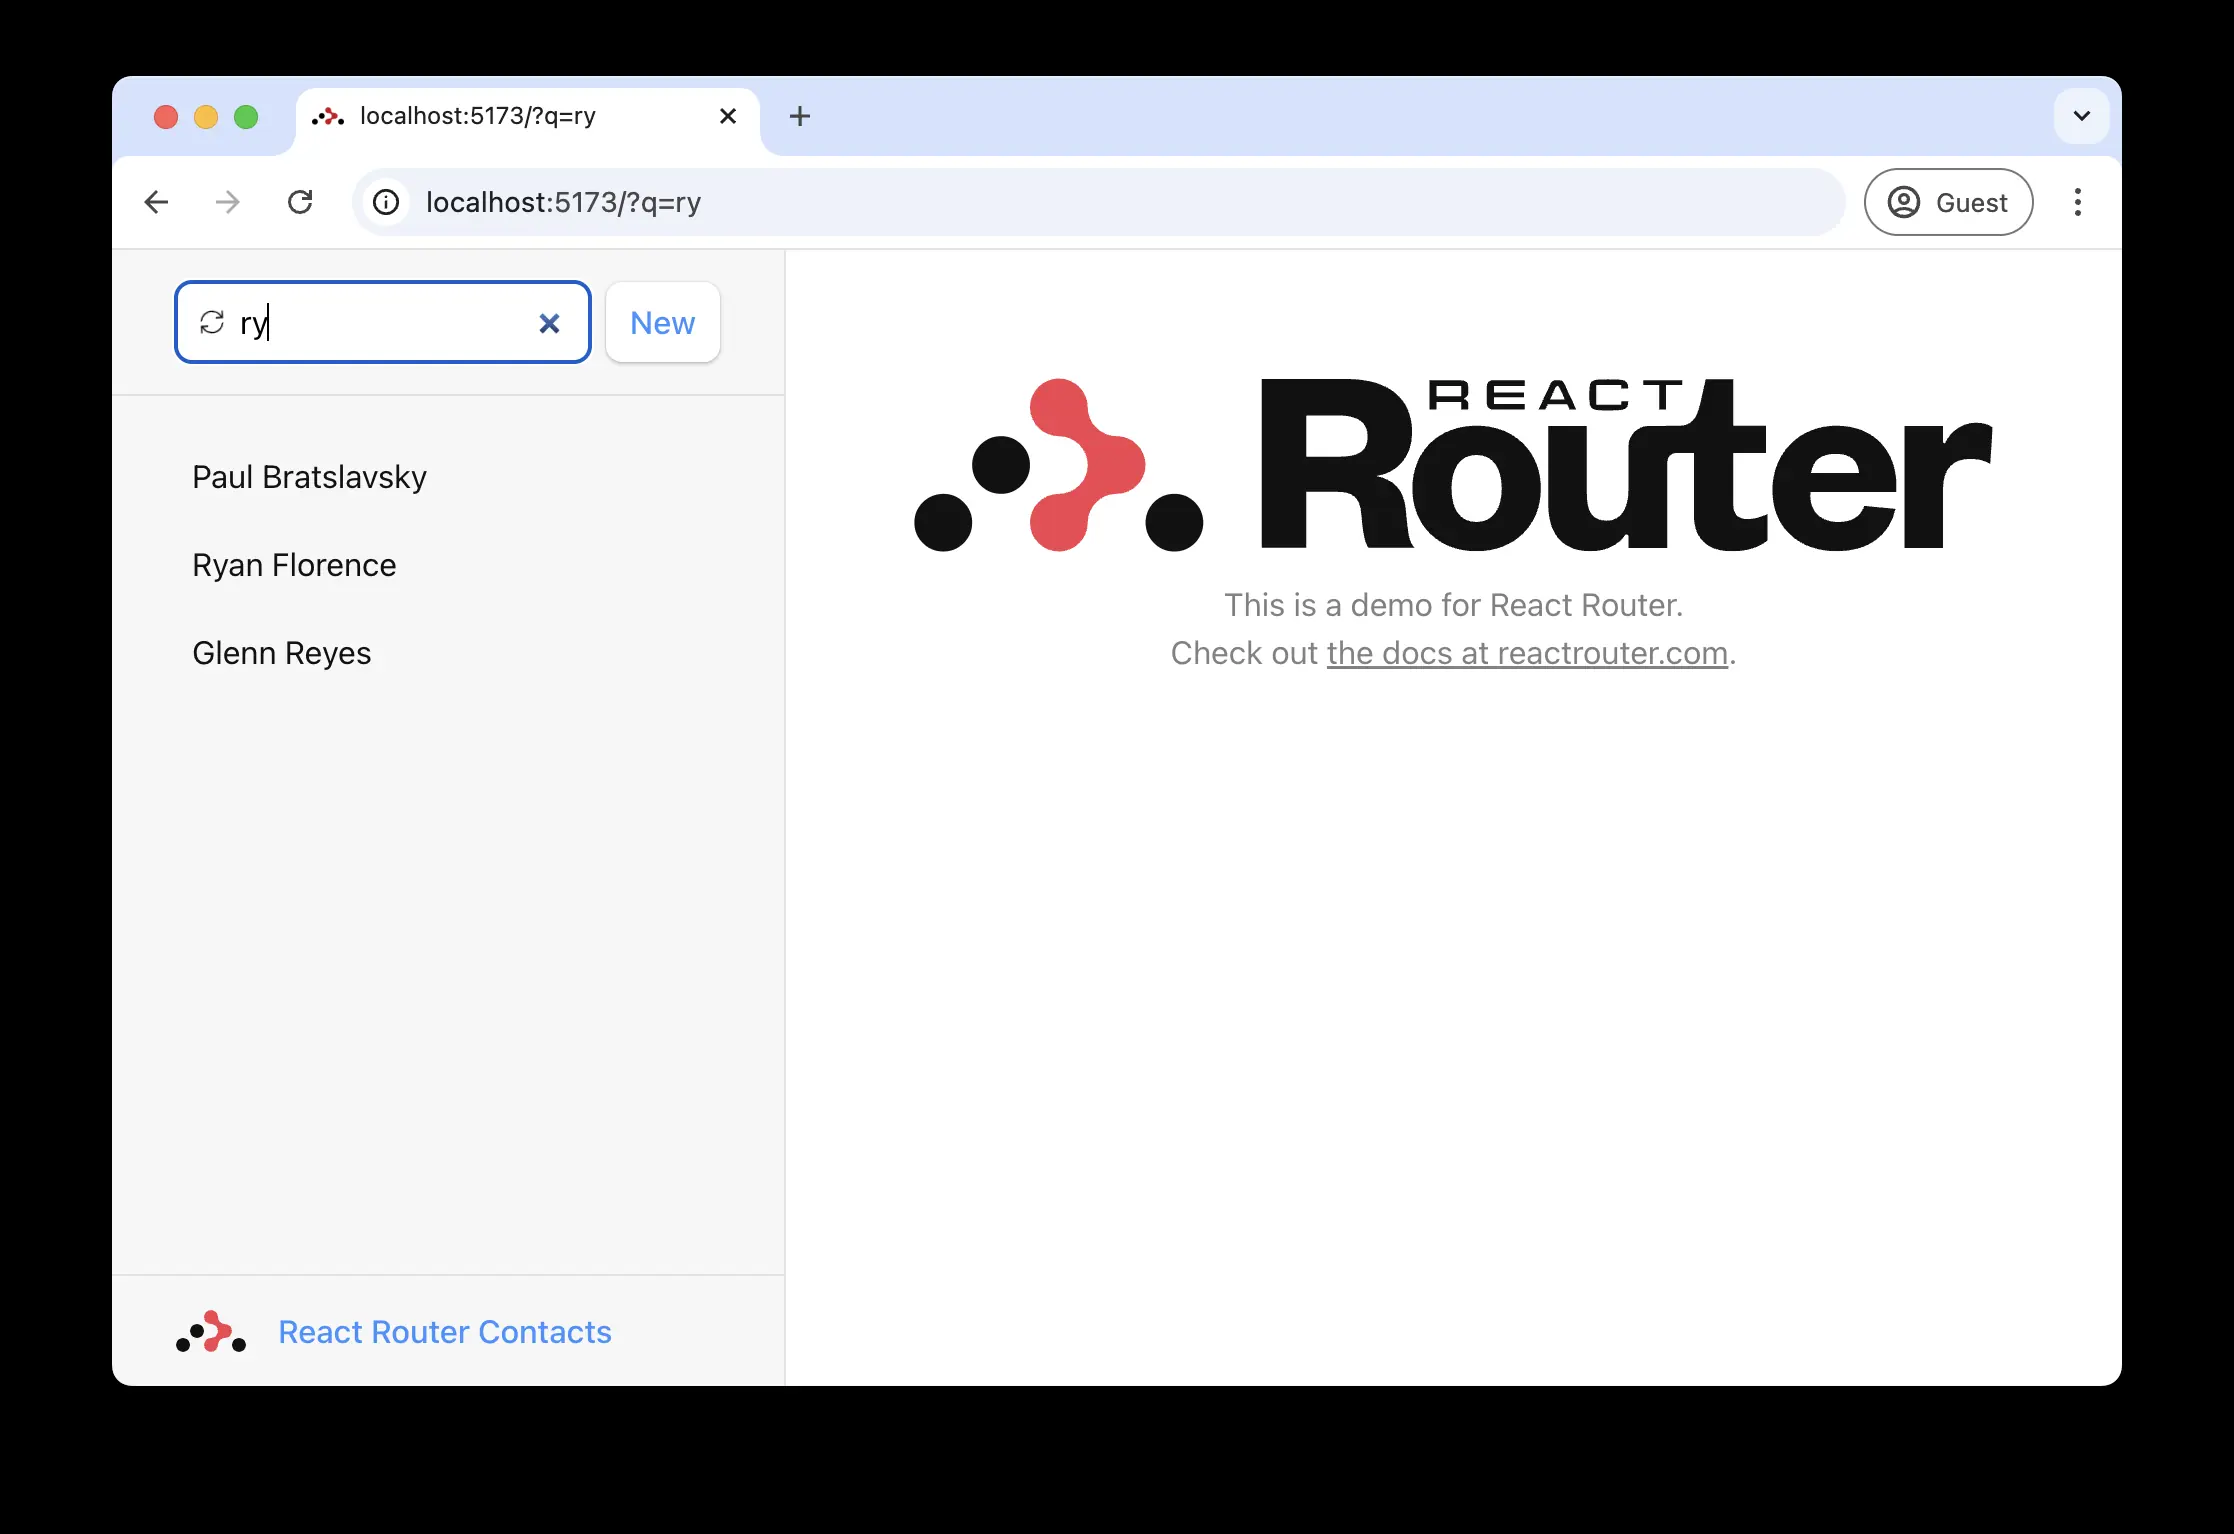 localhost:5173/?q=ry
localhost:5173/?q=ry
Guest
ry
New
Paul Bratslavsky
Ryan Florence
Glenn Reyes
React Router Contacts
REACT
Router
This is a demo for React Router.
Check out the docs at reactrouter.com.